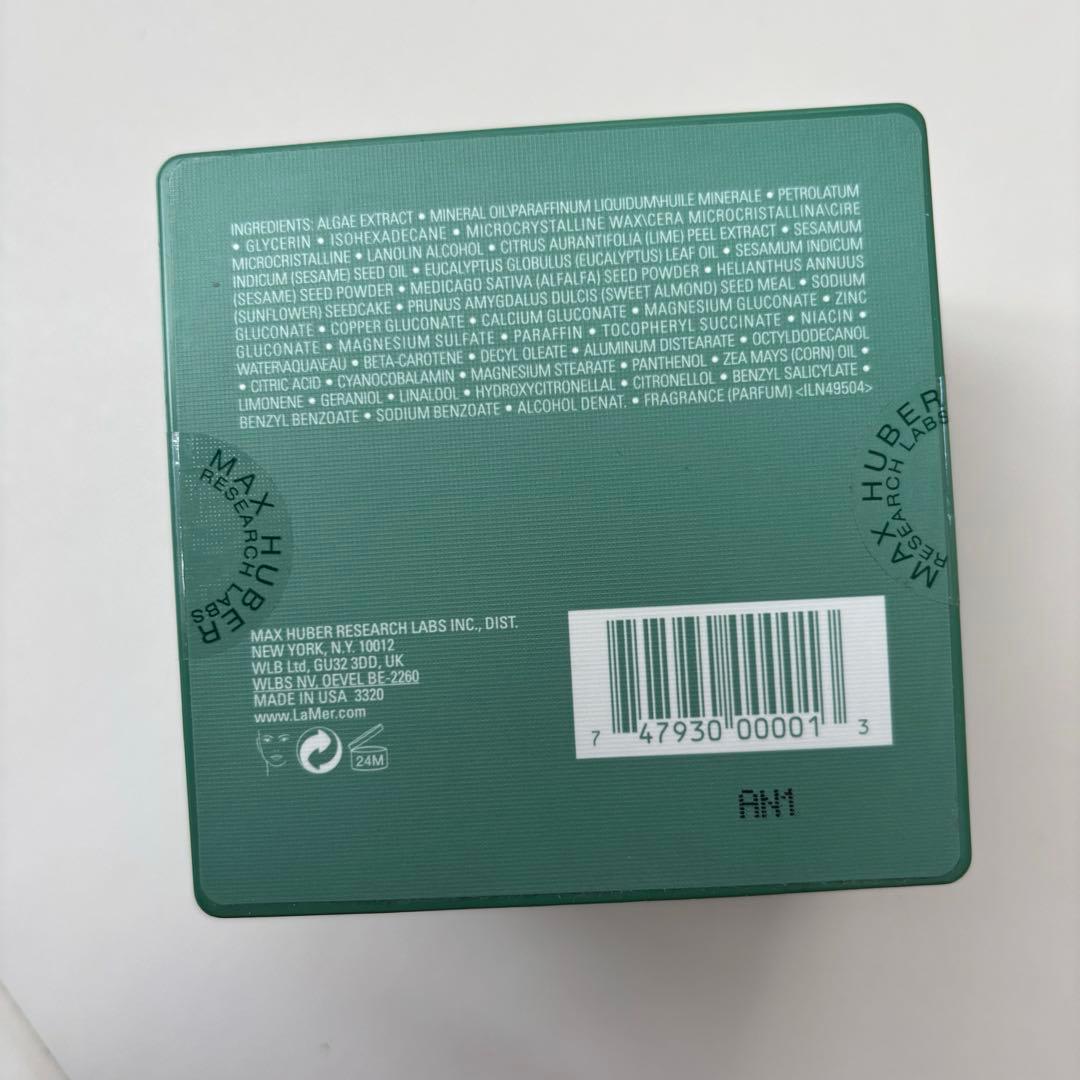 INGREDIENTS: ALGAE EXTRACT • MINERAL OIL\PARAFFINUM LIQUIDUM\HUILE MINERALE • PETROLATUM
• GLYCERIN • ISOHEXADECANE • MICROCRYSTALLINE WAX\CERA MICROCRISTALLINA\CIRE
MICROCRISTALLINE • LANOLIN ALCOHOL • CITRUS AURANTIFOLIA (LIME) PEEL EXTRACT • SESAMUM
INDICUM (SESAME) SEED OIL • EUCALYPTUS GLOBULUS (EUCALYPTUS) LEAF OIL • SESAMUM INDICUM
(SESAME) SEED POWDER • MEDICAGO SATIVA (ALFALFA) SEED POWDER • HELIANTHUS ANNUUS
(SUNFLOWER) SEEDCAKE • PRUNUS AMYGDALUS DULCIS (SWEET ALMOND) SEED MEAL • SODIUM
GLUCONATE • COPPER GLUCONATE • CALCIUM GLUCONATE • MAGNESIUM GLUCONATE • ZINC
GLUCONATE • MAGNESIUM SULFATE • PARAFFIN • TOCOPHERYL SUCCINATE • NIACIN •
WATER\AQUA\EAU • BETA-CAROTENE • DECYL OLEATE • ALUMINUM DISTEARATE • OCTYLDODECANOL
• CITRIC ACID • CYANOCOBALAMIN • MAGNESIUM STEARATE • PANTHENOL • ZEA MAYS (CORN) OIL •
LIMONENE • GERANIOL • LINALOOL • HYDROXYCITRONELLAL • CITRONELLOL • BENZYL SALICYLATE •
BENZYL BENZOATE • SODIUM BENZOATE • ALCOHOL DENAT. • FRAGRANCE (PARFUM) <ILN49504>
MAX HUBER
RESEARCH LABS
MAX HUBER
RESEARCH LABS
MAX HUBER RESEARCH LABS INC., DIST.
NEW YORK, N.Y. 10012
WLB Ltd, GU32 3DD, UK
WLBS NV, OEVEL BE-2260
MADE IN USA 3320
www.LaMer.com
24M
7 47930 00001 3
AN1